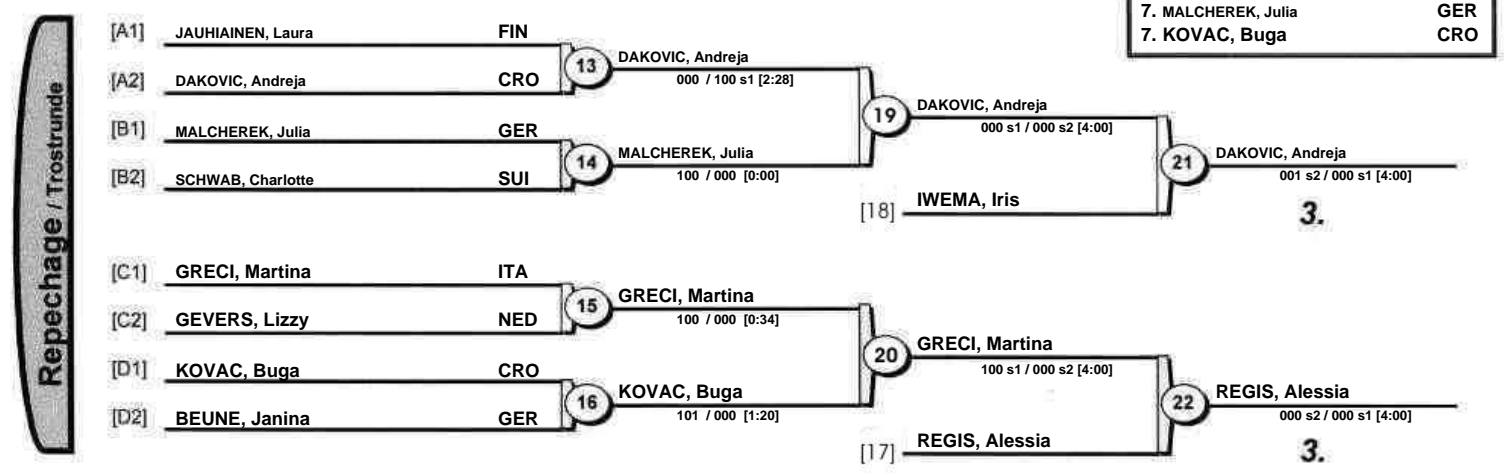 7. MALCHEREK, Julia GER
7. KOVAC, Buga CRO
Repechage / Trostrunde
[A1] JAUHIAINEN, Laura FIN
[A2] DAKOVIC, Andreja CRO
13 DAKOVIC, Andreja
000 / 100 s1 [2:28]
[B1] MALCHEREK, Julia GER
[B2] SCHWAB, Charlotte SUI
14 MALCHEREK, Julia
100 / 000 [0:00]
19 DAKOVIC, Andreja
000 s1 / 000 s2 [4:00]
[18] IWEMA, Iris
21 DAKOVIC, Andreja
001 s2 / 000 s1 [4:00]
3.
[C1] GRECI, Martina ITA
[C2] GEVERS, Lizzy NED
15 GRECI, Martina
100 / 000 [0:34]
[D1] KOVAC, Buga CRO
[D2] BEUNE, Janina GER
16 KOVAC, Buga
101 / 000 [1:20]
20 GRECI, Martina
100 s1 / 000 s2 [4:00]
[17] REGIS, Alessia
22 REGIS, Alessia
000 s2 / 000 s1 [4:00]
3.